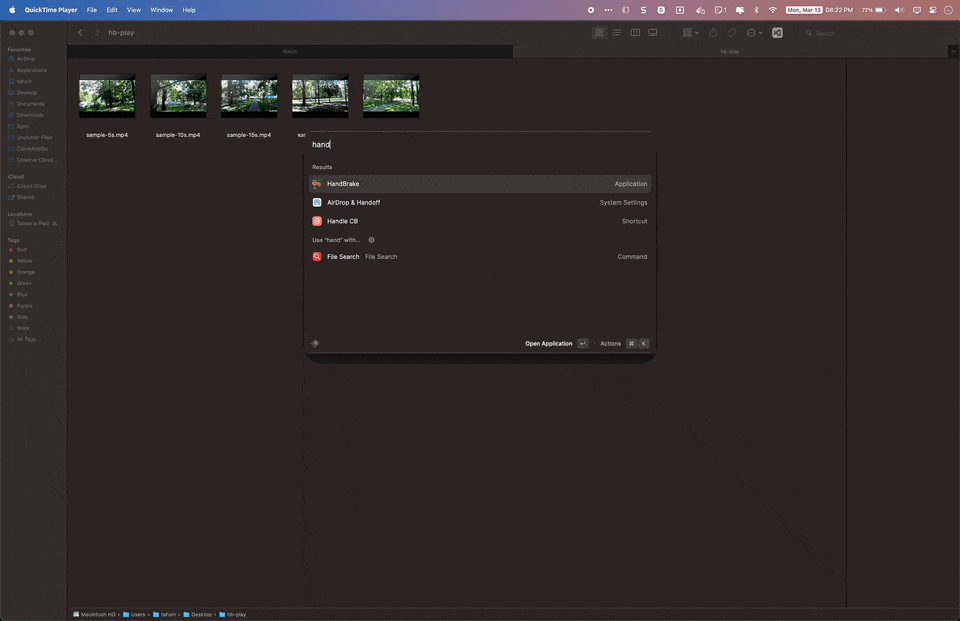 QuickTime Player File Edit View Window Help 1 Mon, Mar 13 08:22 PM 72%
hb-play
Search
hb-play
Favorites
AirDrop
Applications
tahsin
Desktop
Documents
Downloads
Sync
Unclutter Files
Creative Cloud...
iCloud
iCloud Drive
Shared
Locations
Tahsin's iPad
Tags
Red
Yellow
Orange
Green
Blue
Purple
Gray
Work
All Tags...
sample-5s.mp4
sample-10s.mp4
sample-15s.mp4
sa
hand
Results
HandBrake Application
AirDrop & Handoff System Settings
Handle CB Shortcut
Use "hand" with...
File Search File Search Command
Open Application Actions ⌘ K
Macintosh HD › Users › tahsin › Desktop › hb-play